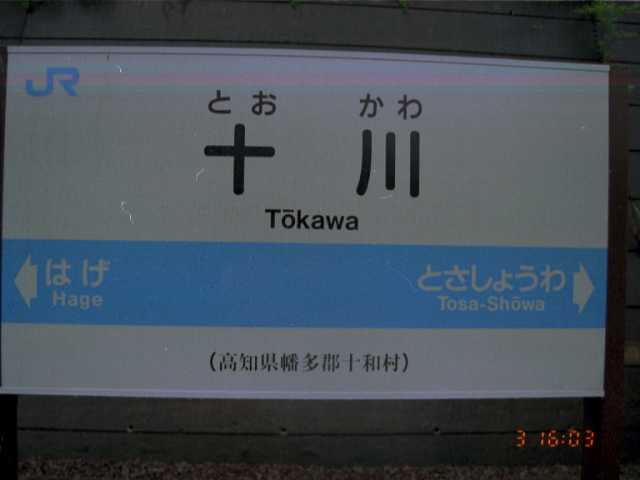 JR
とお かわ
十川
Tōkawa
はげ
Hage
とさしょうわ
Tosa-Shōwa
(高知県幡多郡十和村)
3 16:03